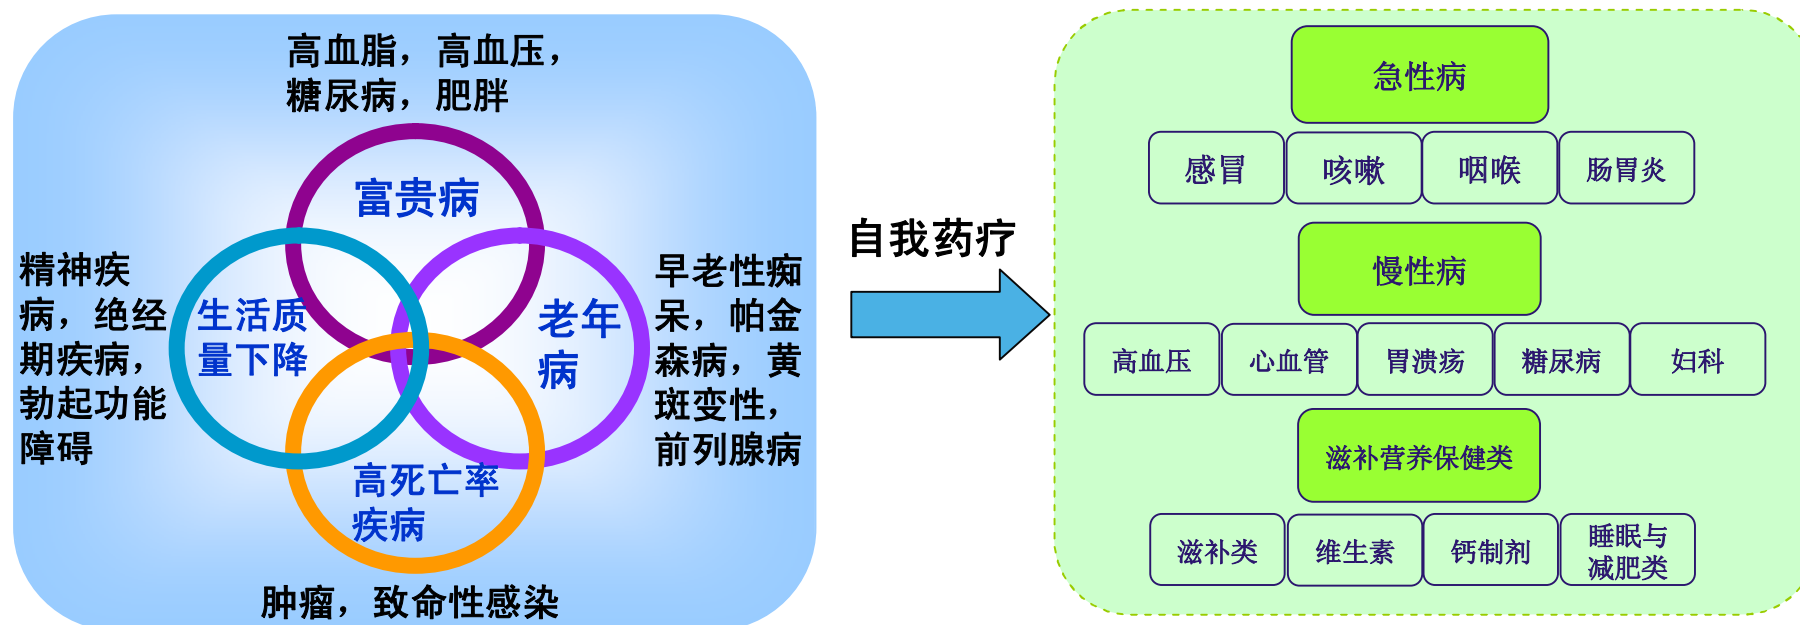 高血脂，高血压，
糖尿病，肥胖
富贵病
精神疾
病，绝经
期疾病，
勃起功能
障碍
生活质
量下降
老年
病
早老性痴
呆，帕金
森病，黄
斑变性，
前列腺病
高死亡率
疾病
肿瘤，致命性感染
自我药疗
急性病
感冒
咳嗽
咽喉
肠胃炎
慢性病
高血压
心血管
胃溃疡
糖尿病
妇科
滋补营养保健类
滋补类
维生素
钙制剂
睡眠与
减肥类